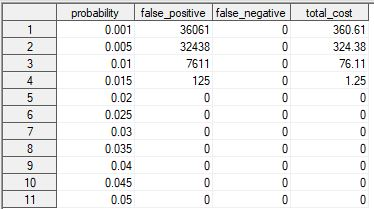 probability false_positive false_negative total_cost
1 0.001 36061 0 360.61
2 0.005 32438 0 324.38
3 0.01 7611 0 76.11
4 0.015 125 0 1.25
5 0.02 0 0 0
6 0.025 0 0 0
7 0.03 0 0 0
8 0.035 0 0 0
9 0.04 0 0 0
10 0.045 0 0 0
11 0.05 0 0 0